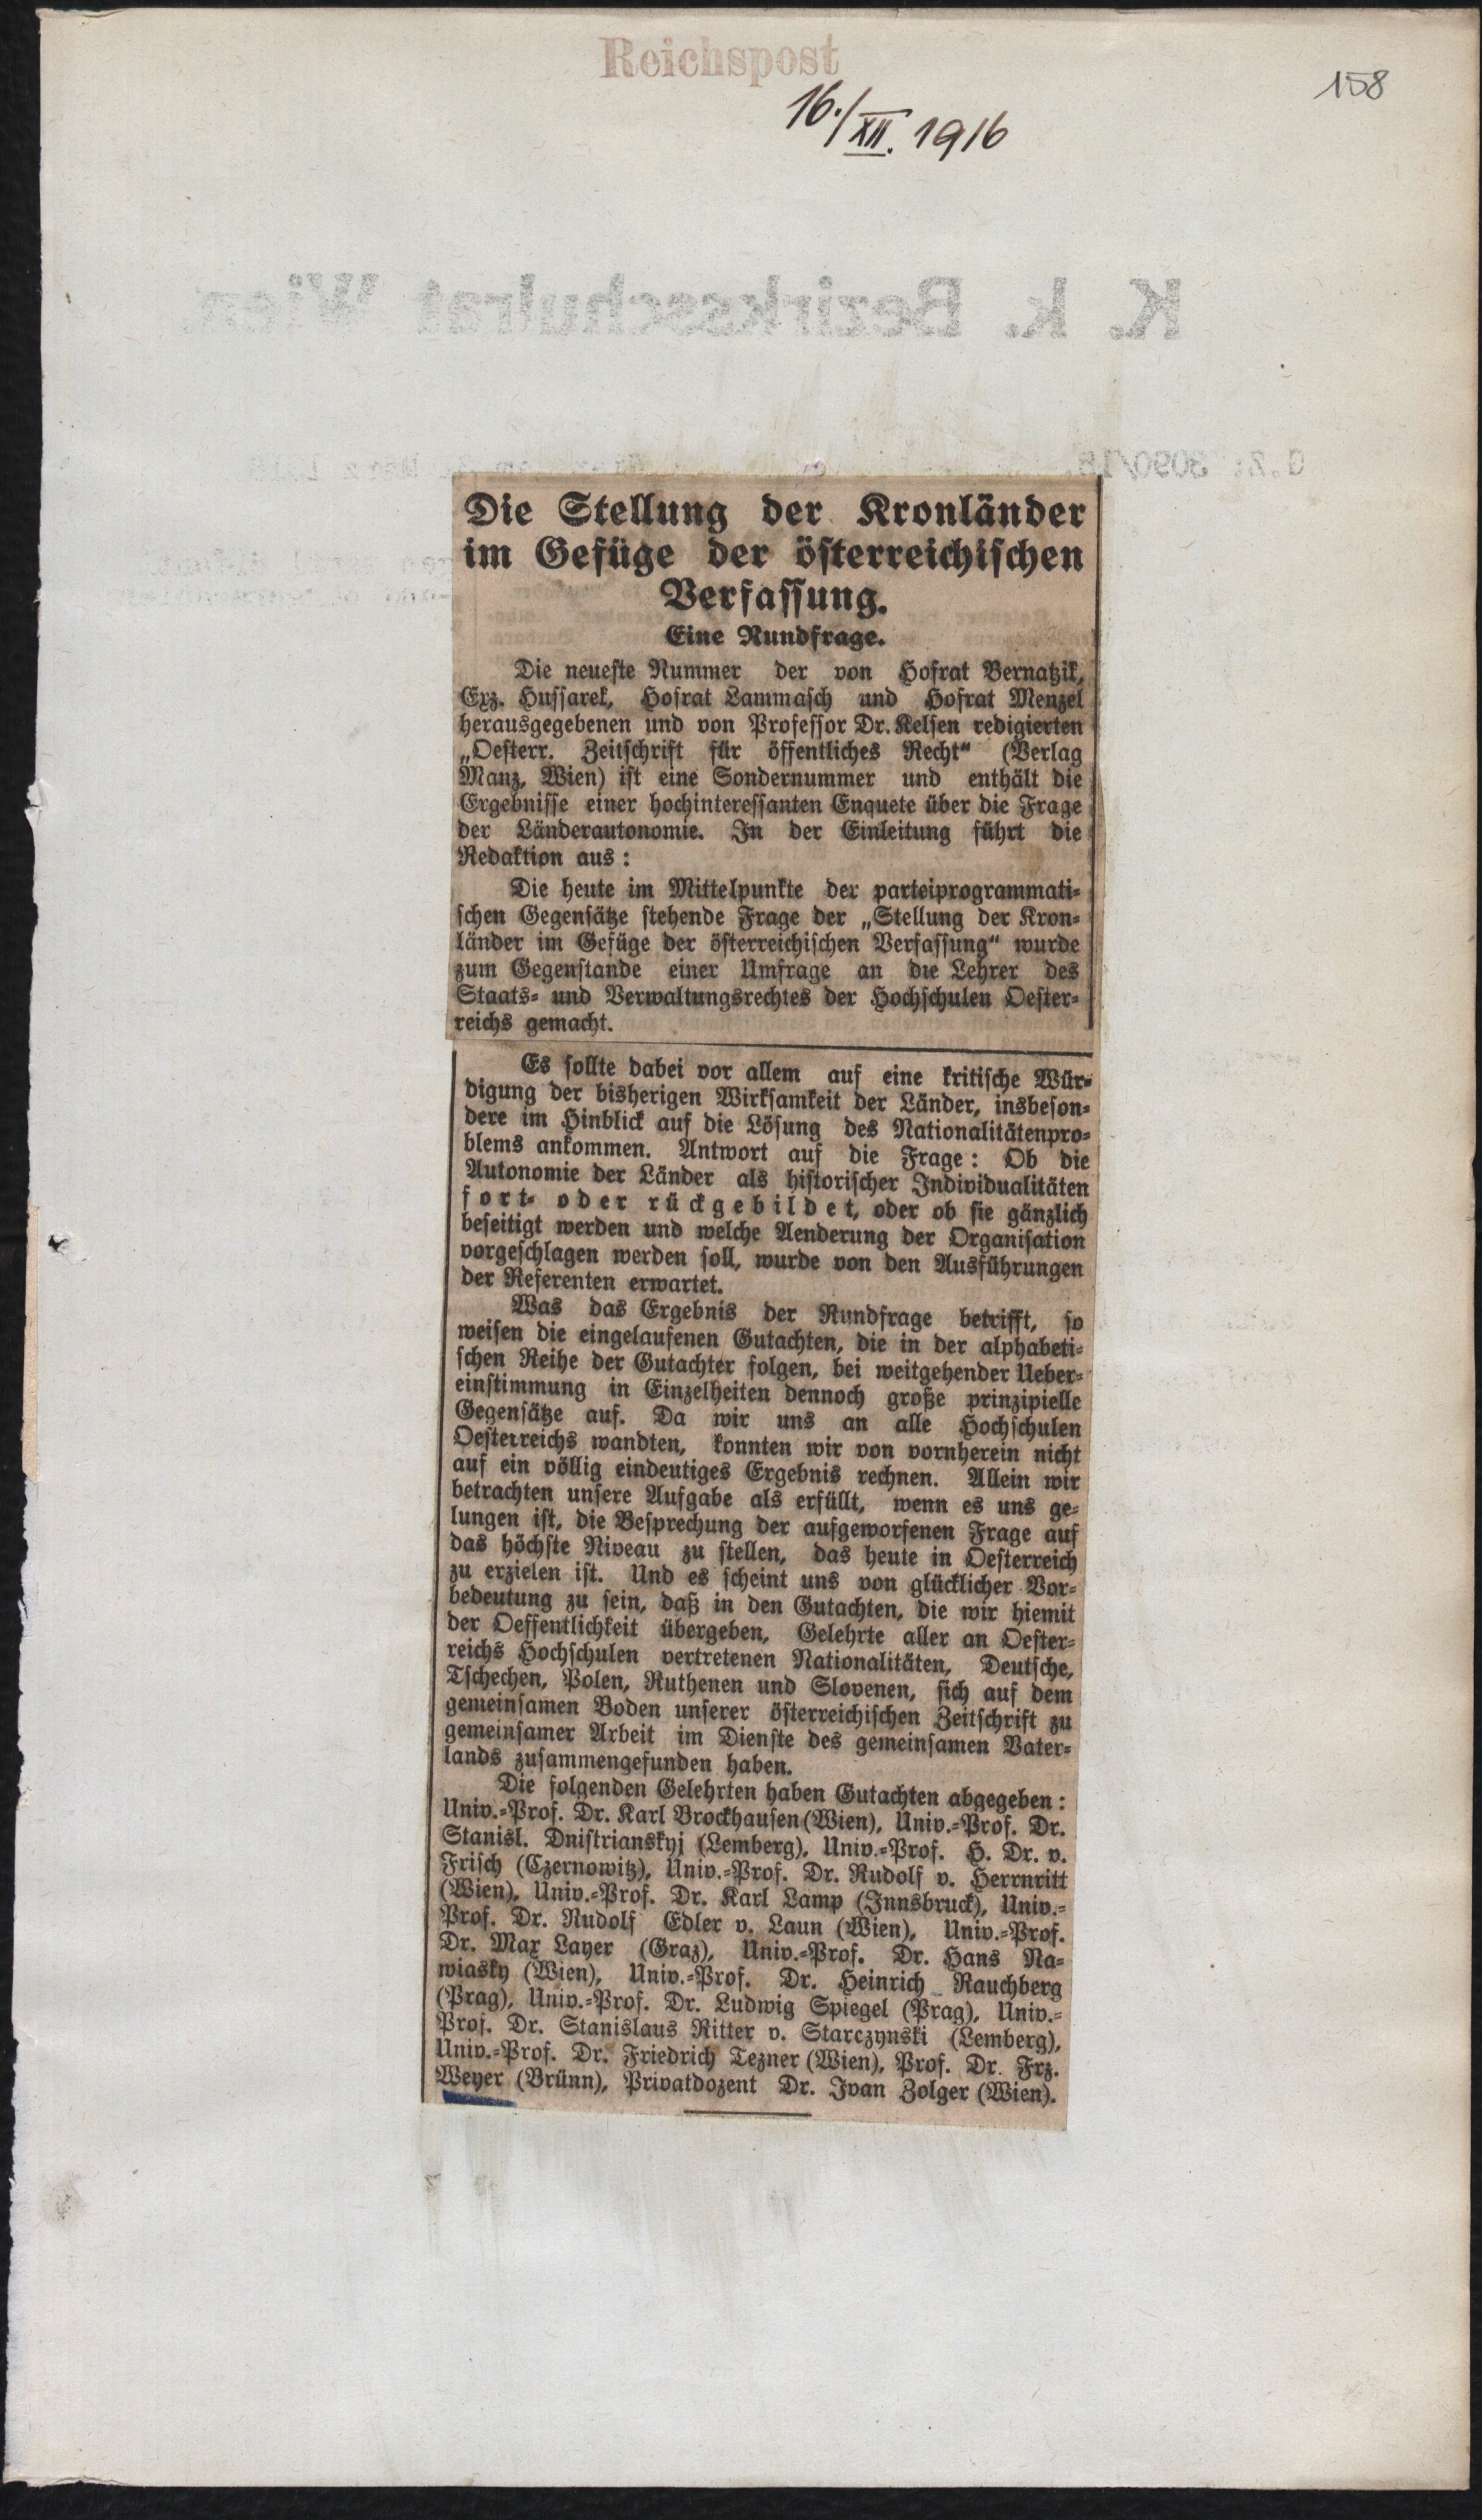 Reichspost
158
16./XII. 1916
K. k. Bezirksschulrat Wien
Die Stellung der Kronländer
im Gefüge der österreichischen
Verfassung.
Eine Rundfrage.
Die neueste Nummer der von Hofrat Bernatzik,
Exz. Hussarek, Hofrat Lammasch und Hofrat Menzel
herausgegebenen und von Professor Dr. Kelsen redigierten
„Oesterr. Zeitschrift für öffentliches Recht“ (Verlag
Manz, Wien) ist eine Sondernummer und enthält die
Ergebnisse einer hochinteressanten Enquete über die Frage
der Länderautonomie. In der Einleitung führt die
Redaktion aus:
Die heute im Mittelpunkte der parteiprogrammati-
schen Gegensätze stehende Frage der „Stellung der Kron-
länder im Gefüge der österreichischen Verfassung“ wurde
zum Gegenstande einer Umfrage an die Lehrer des
Staats- und Verwaltungsrechtes der Hochschulen Oester-
reichs gemacht.
Es sollte dabei vor allem auf eine kritische Wür-
digung der bisherigen Wirksamkeit der Länder, insbeson-
dere im Hinblick auf die Lösung des Nationalitätenpro-
blems ankommen. Antwort auf die Frage: Ob die
Autonomie der Länder als historischer Individualitäten
fort- oder rückgebildet, oder ob sie gänzlich
beseitigt werden und welche Aenderung der Organisation
vorgeschlagen werden soll, wurde von den Ausführungen
der Referenten erwartet.
Was das Ergebnis der Rundfrage betrifft, so
weisen die eingelaufenen Gutachten, die in der alphabeti-
schen Reihe der Gutachter folgen, bei weitgehender Ueber-
einstimmung in Einzelheiten dennoch große prinzipielle
Gegensätze auf. Da wir uns an alle Hochschulen
Oesterreichs wandten, konnten wir von vornherein nicht
auf ein völlig eindeutiges Ergebnis rechnen. Allein wir
betrachten unsere Aufgabe als erfüllt, wenn es uns ge-
lungen ist, die Besprechung der aufgeworfenen Frage auf
das höchste Niveau zu stellen, das heute in Oesterreich
zu erzielen ist. Und es scheint uns von glücklicher Vor-
bedeutung zu sein, daß in den Gutachten, die wir hiemit
der Oeffentlichkeit übergeben, Gelehrte aller an Oester-
reichs Hochschulen vertretenen Nationalitäten, Deutsche,
Tschechen, Polen, Ruthenen und Slovenen, sich auf dem
gemeinsamen Boden unserer österreichischen Zeitschrift zu
gemeinsamer Arbeit im Dienste des gemeinsamen Vater-
lands zusammengefunden haben.
Die folgenden Gelehrten haben Gutachten abgegeben:
Univ.-Prof. Dr. Karl Brockhausen (Wien), Univ.-Prof. Dr.
Stanisl. Dnistrianskyj (Lemberg), Univ.-Prof. H. Dr. v.
Frisch (Czernowitz), Univ.-Prof. Dr. Rudolf v. Herrnritt
(Wien), Univ.-Prof. Dr. Karl Lamp (Innsbruck), Univ.-
Prof. Dr. Rudolf Edler v. Laun (Wien), Univ.-Prof.
Dr. Max Layer (Graz), Univ.-Prof. Dr. Hans Na-
wiasky (Wien), Univ.-Prof. Dr. Heinrich Rauchberg
(Prag), Univ.-Prof. Dr. Ludwig Spiegel (Prag), Univ.-
Prof. Dr. Stanislaus Ritter v. Starczynski (Lemberg),
Univ.-Prof. Dr. Friedrich Tezner (Wien), Prof. Dr. Frz.
Weyer (Brünn), Privatdozent Dr. Ivan Zolger (Wien).